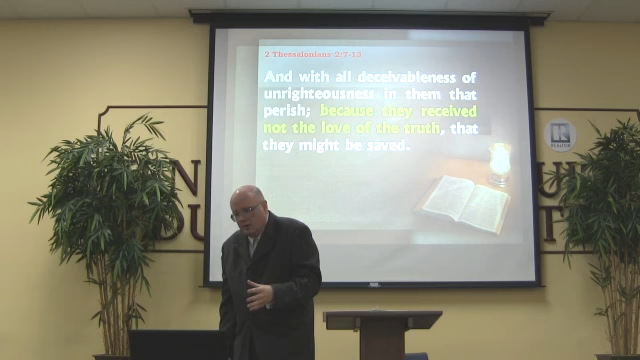 2 Thessalonians 2:7-13
And with all deceivableness of
unrighteousness in them that
perish; because they received
not the love of the truth, that
they might be saved.
R
REALTOR